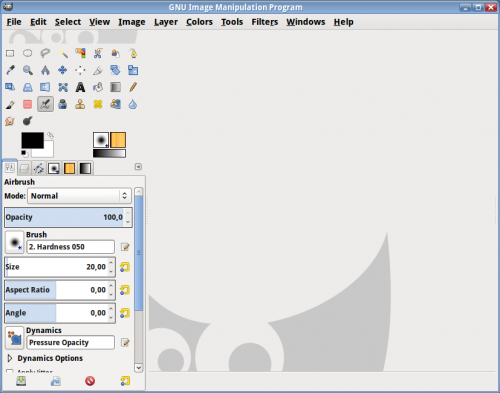 GNU Image Manipulation Program
File Edit Select View Image Layer Colors Tools Filters Windows Help
Airbrush
Mode: Normal
Opacity 100,0
Brush
2. Hardness 050
Size 20,00
Aspect Ratio 0,00
Angle 0,00
Dynamics
Pressure Opacity
Dynamics Options
Apply Jitter